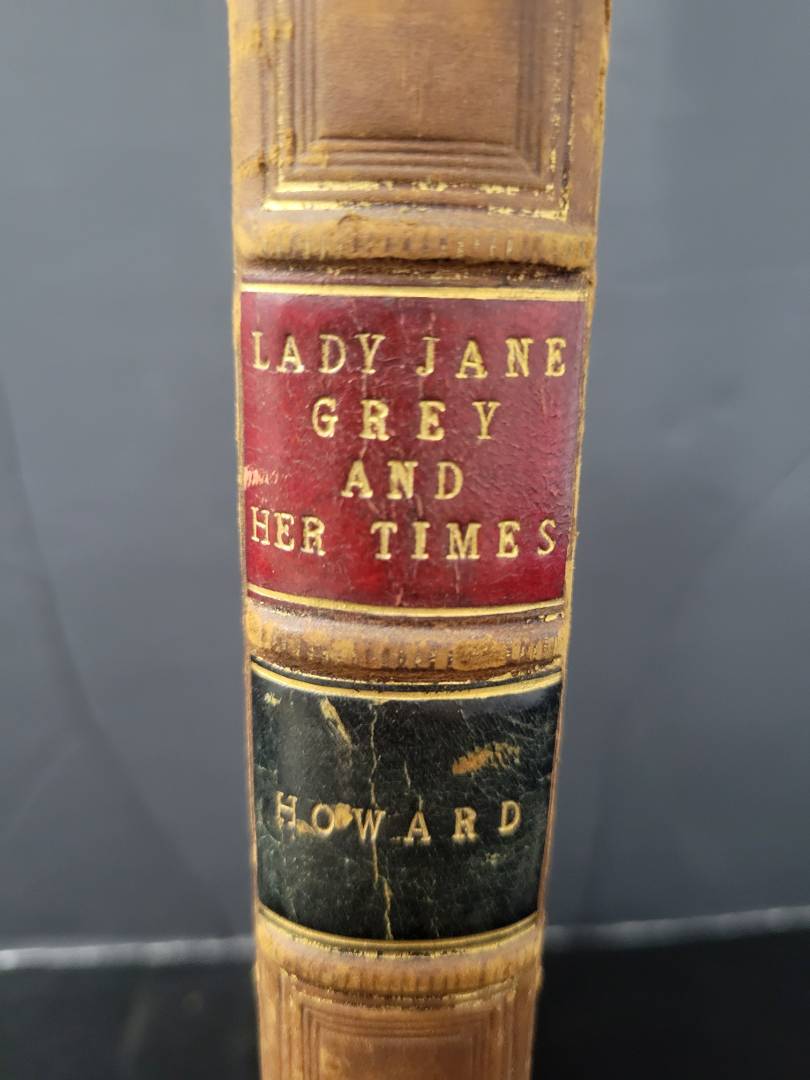 LADY JANE
GREY
AND
HER TIMES
HOWARD